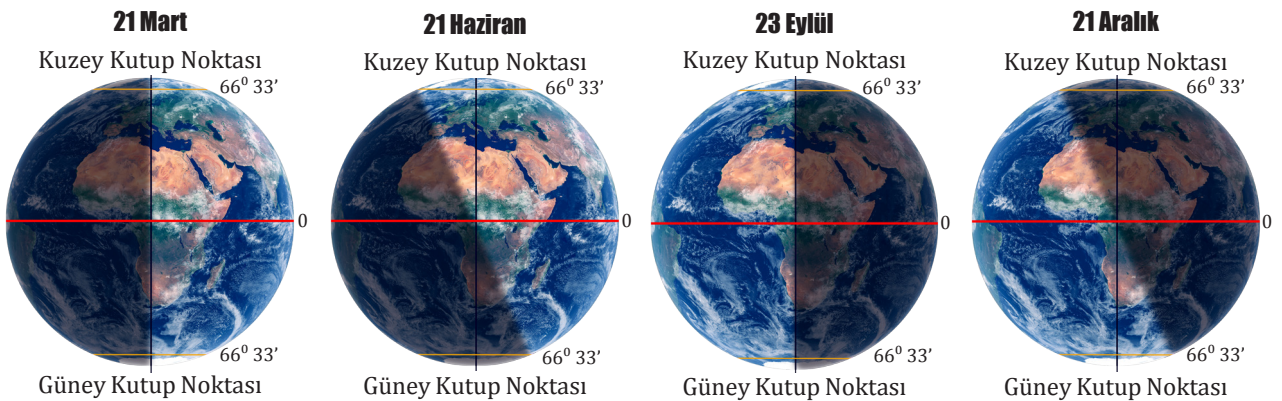 21 Mart
Kuzey Kutup Noktası
66⁰ 33’
0
66⁰ 33’
Güney Kutup Noktası
21 Haziran
Kuzey Kutup Noktası
66⁰ 33’
0
66⁰ 33’
Güney Kutup Noktası
23 Eylül
Kuzey Kutup Noktası
66⁰ 33’
0
66⁰ 33’
Güney Kutup Noktası
21 Aralık
Kuzey Kutup Noktası
66⁰ 33’
0
66⁰ 33’
Güney Kutup Noktası